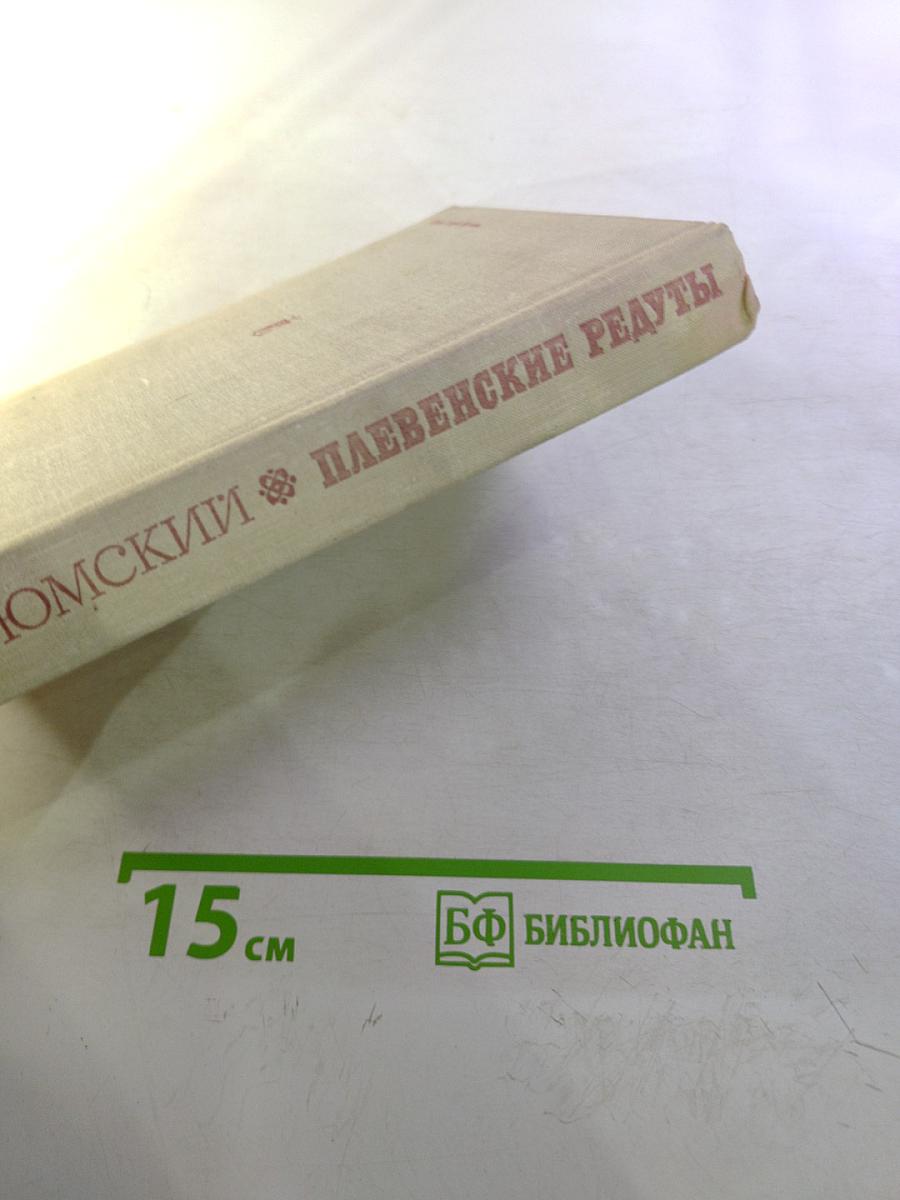 ЮМСКИЙ ПЛЕВЕНСКИЕ РЕДУТЫ
15 см
БФ БИБЛИОФАН